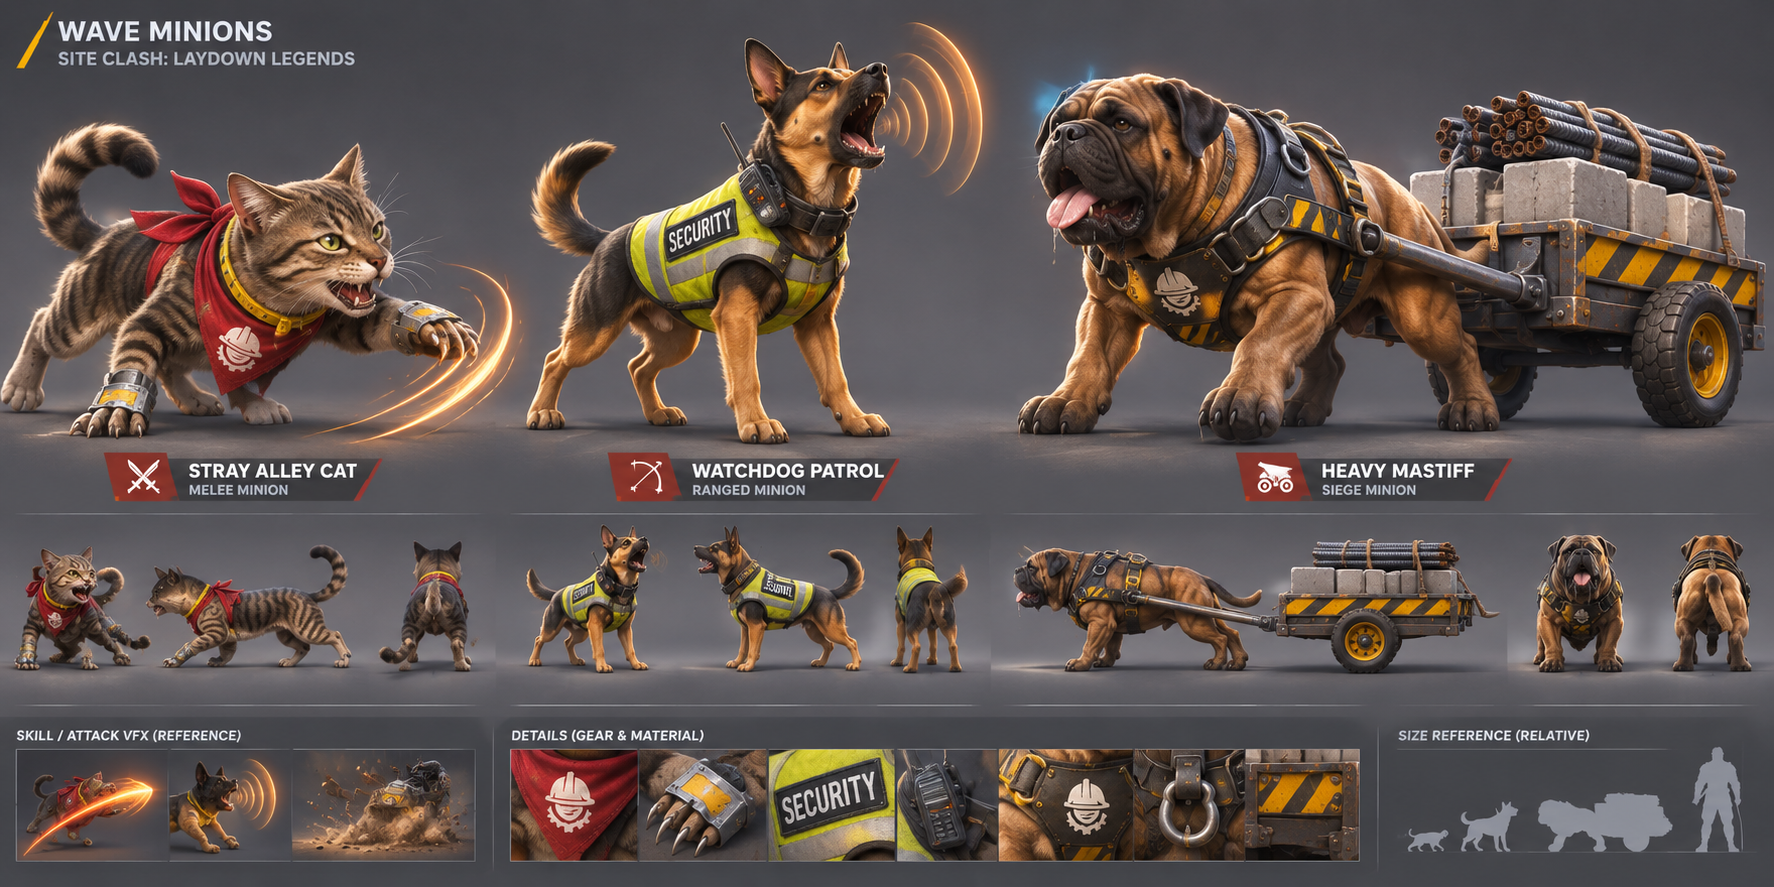 WAVE MINIONS
SITE CLASH: LAYDOWN LEGENDS
SECURITY
STRAY ALLEY CAT
MELEE MINION
WATCHDOG PATROL
RANGED MINION
HEAVY MASTIFF
SIEGE MINION
SECURITY
SKILL / ATTACK VFX (REFERENCE)
DETAILS (GEAR & MATERIAL)
SIZE REFERENCE (RELATIVE)
SECURITY